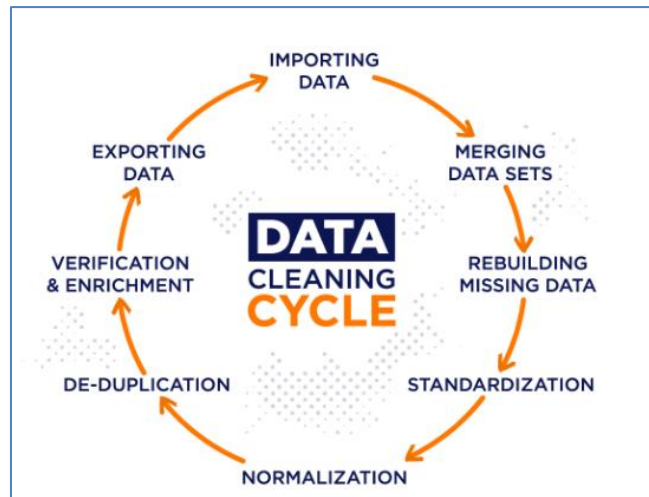 IMPORTING
DATA
MERGING
DATA SETS
REBUILDING
MISSING DATA
STANDARDIZATION
NORMALIZATION
DE-DUPLICATION
VERIFICATION
& ENRICHMENT
EXPORTING
DATA
DATA
CLEANING
CYCLE